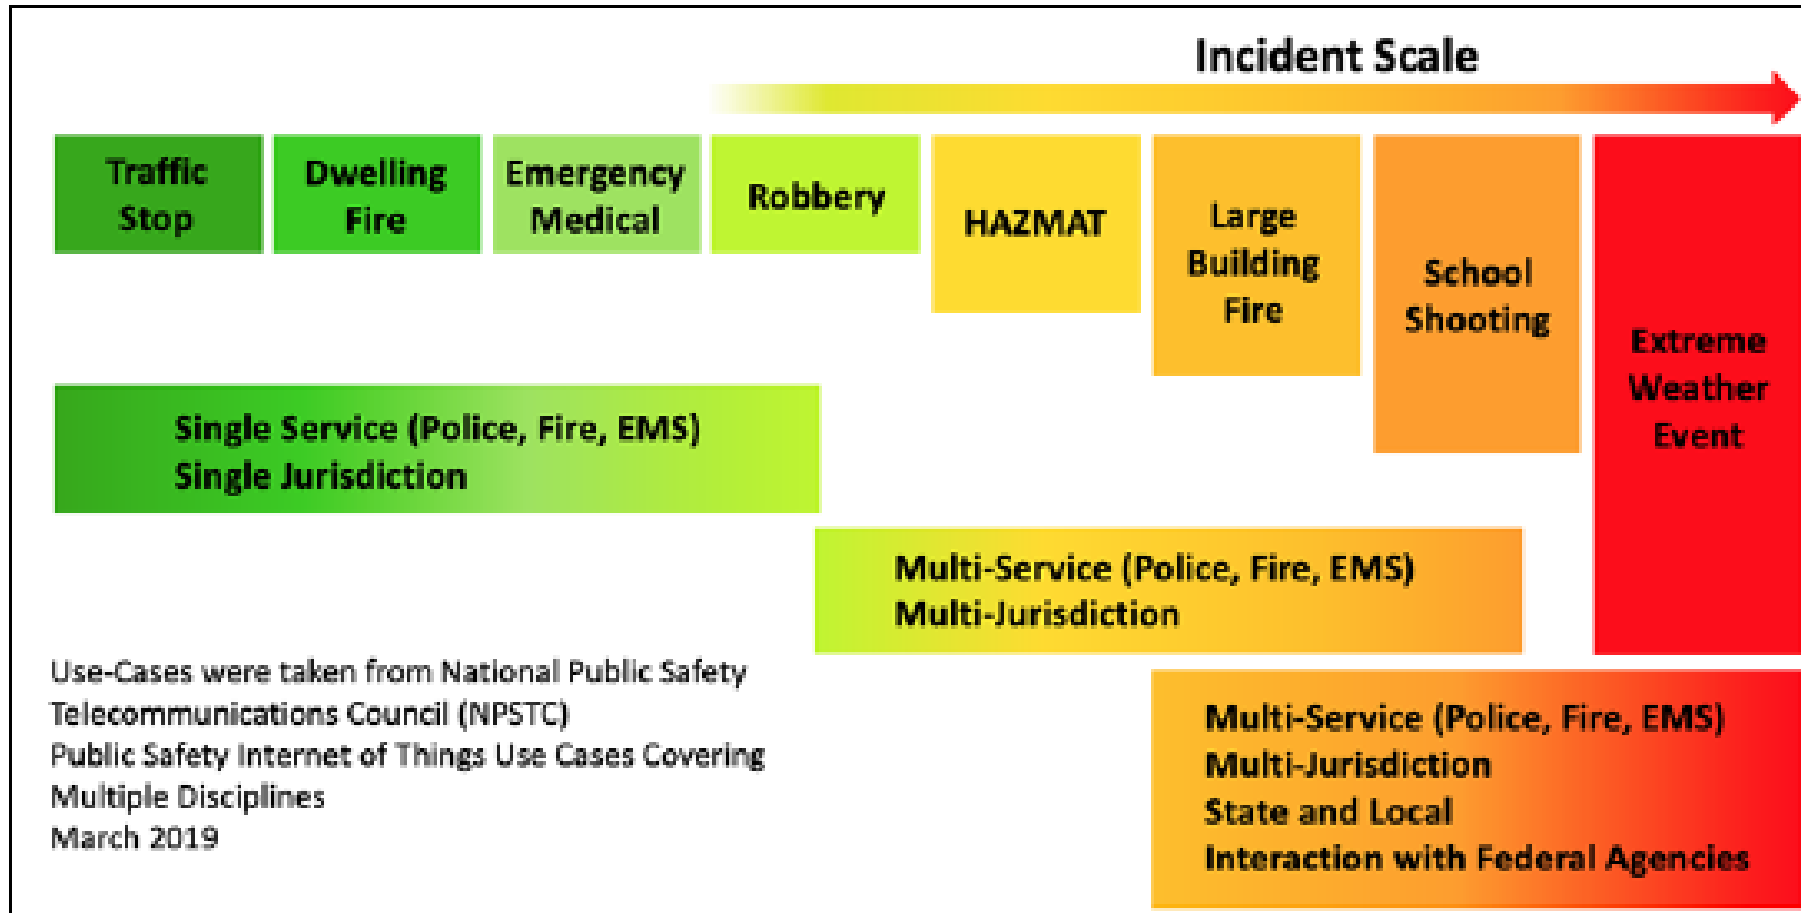 Incident Scale
Traffic
Stop
Dwelling
Fire
Emergency
Medical
Robbery
HAZMAT
Large
Building
Fire
School
Shooting
Extreme
Weather
Event
Single Service (Police, Fire, EMS)
Single Jurisdiction
Multi-Service (Police, Fire, EMS)
Multi-Jurisdiction
Use-Cases were taken from National Public Safety
Telecommunications Council (NPSTC)
Public Safety Internet of Things Use Cases Covering
Multiple Disciplines
March 2019
Multi-Service (Police, Fire, EMS)
Multi-Jurisdiction
State and Local
Interaction with Federal Agencies